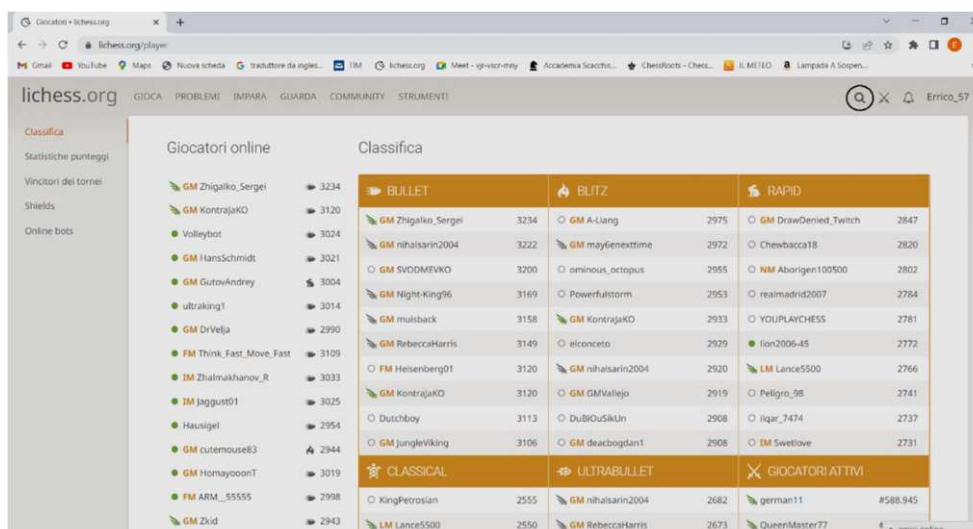 Giocatori • lichess.org
lichess.org/player
Gmail YouTube Maps Nuova scheda traduttore da ingles... TIM lichess.org Meet - vjr-vscr-mny Accademia Scacchis... ChessRoots - Chess... IL METEO Lampada A Sospen...
lichess.org GIOCA PROBLEMI IMPARA GUARDA COMMUNITY STRUMENTI Errico_57
Classifica
Statistiche punteggi
Vincitori dei tornei
Shields
Online bots
Giocatori online
GM Zhigalko_Sergei 3234
GM KontrajaKO 3120
Volleybot 3024
GM HansSchmidt 3021
GM GutovAndrey 3004
ultraking1 3014
GM DrVelja 2990
FM Think_Fast_Move_Fast 3109
IM Zhalmakhanov_R 3033
IM Jaggust01 3025
Hausigel 2954
GM cutemouse83 2944
GM HomayooonT 3019
FM ARM__55555 2998
GM Zkid 2943
Classifica
BULLET
GM Zhigalko_Sergei 3234
GM nihalsarin2004 3222
GM SVODMEVKO 3200
GM Night-King96 3169
GM muisback 3158
GM RebeccaHarris 3149
FM Heisenberg01 3120
GM KontrajaKO 3120
Dutchboy 3113
GM JungleViking 3106
BLITZ
GM A-Liang 2975
GM may6enexttime 2972
ominous_octopus 2955
Powerfulstorm 2953
GM KontrajaKO 2933
elconceto 2929
GM nihalsarin2004 2920
GM GMVallejo 2919
DuBlOuSikUn 2908
GM deacbogdan1 2908
RAPID
GM DrawDenied_Twitch 2847
Chewbacca18 2820
NM Aborigen100500 2802
realmadrid2007 2784
YOUPLAYCHESS 2781
lion2006-45 2772
LM Lance5500 2766
Peligro_98 2741
ilqar_7474 2737
IM Swetlove 2731
CLASSICAL
KingPetrosian 2555
LM Lance5500 2550
ULTRABULLET
GM nihalsarin2004 2682
GM RebeccaHarris 2673
GIOCATORI ATTIVI
german11 #588.945
QueenMaster77